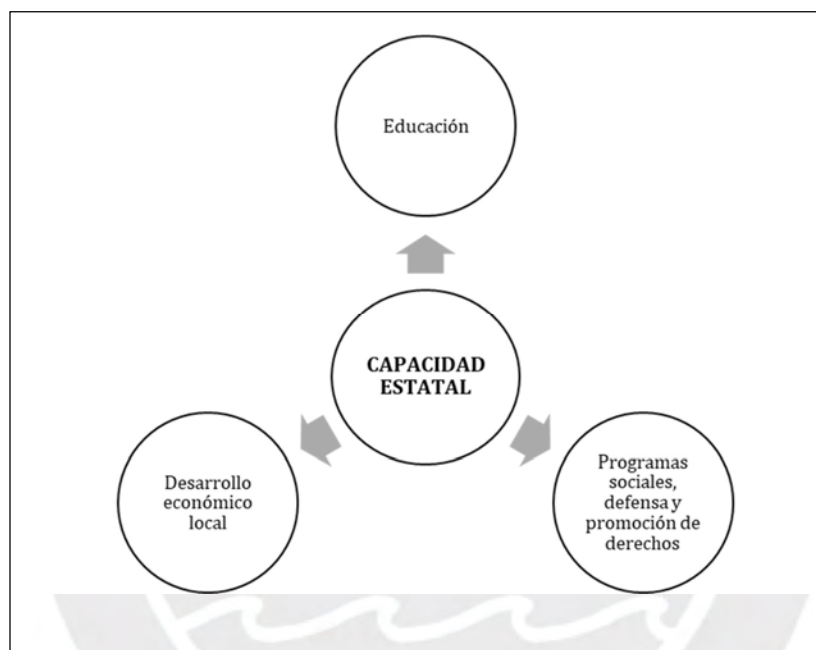 Educación
CAPACIDAD
ESTATAL
Desarrollo
económico
local
Programas
sociales,
defensa y
promoción de
derechos